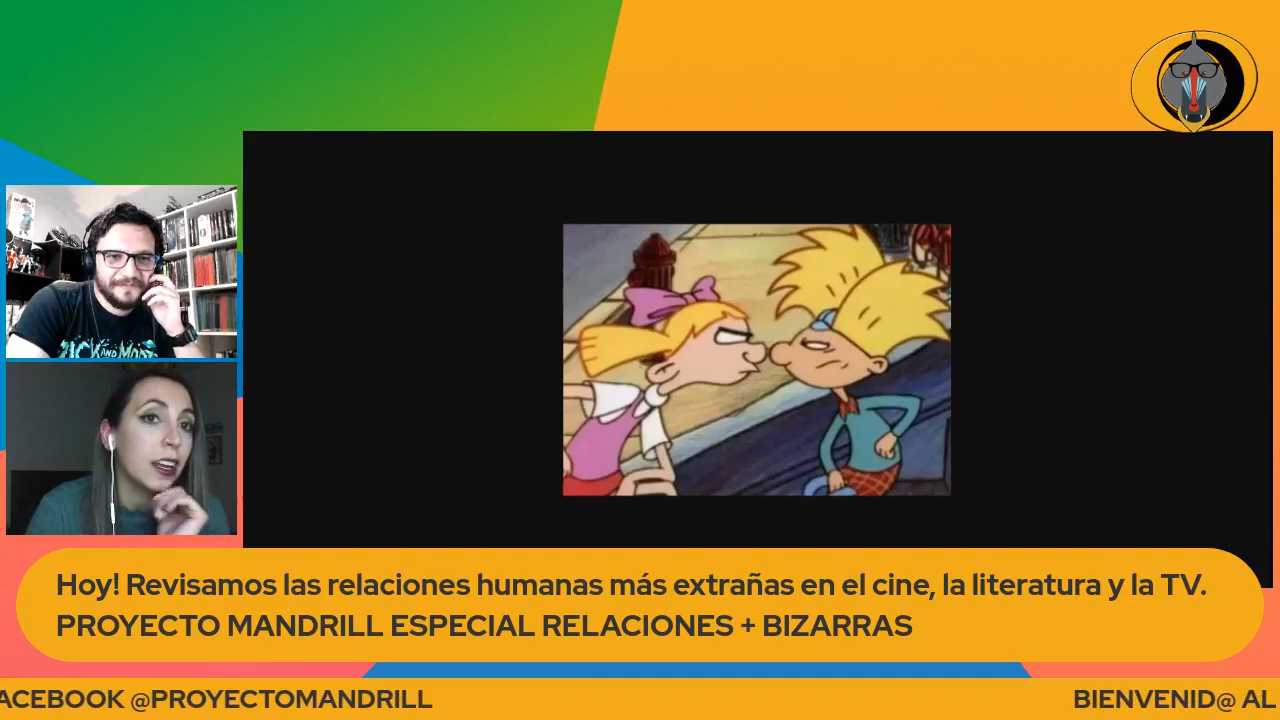 Hoy! Revisamos las relaciones humanas más extrañas en el cine, la literatura y la TV.
PROYECTO MANDRILL ESPECIAL RELACIONES + BIZARRAS
ACEBOOK @PROYECTOMANDRILL
BIENVENID@ AL